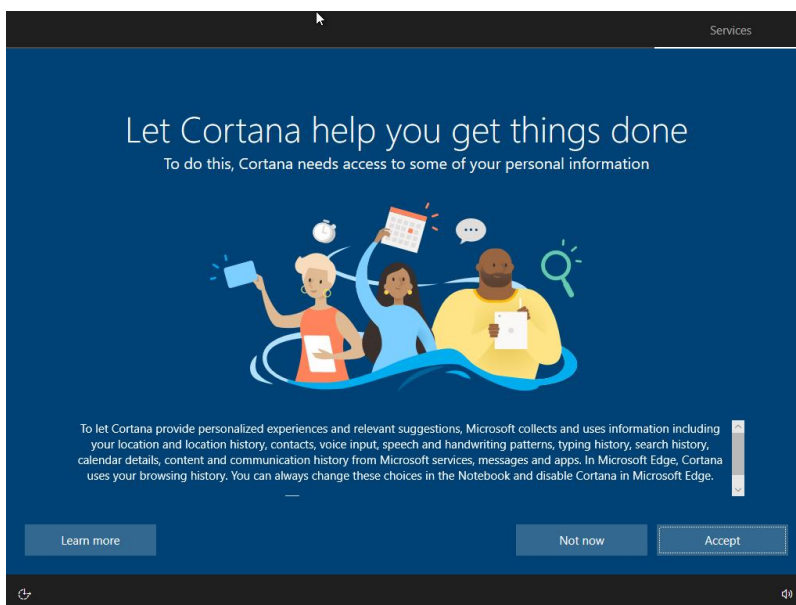 Services
Let Cortana help you get things done
To do this, Cortana needs access to some of your personal information
To let Cortana provide personalized experiences and relevant suggestions, Microsoft collects and uses information including
your location and location history, contacts, voice input, speech and handwriting patterns, typing history, search history,
calendar details, content and communication history from Microsoft services, messages and apps. In Microsoft Edge, Cortana
uses your browsing history. You can always change these choices in the Notebook and disable Cortana in Microsoft Edge.
Learn more
Not now
Accept